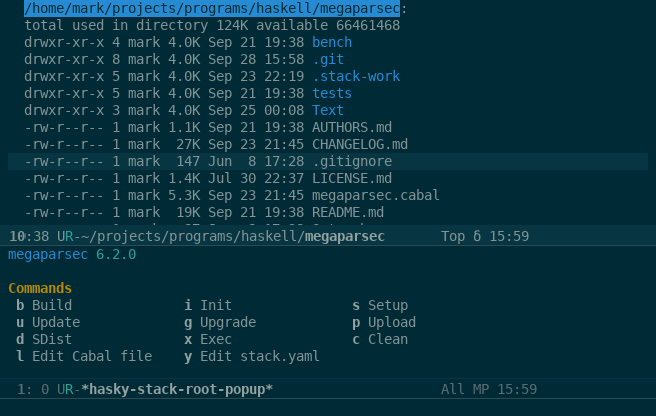 /home/mark/projects/programs/haskell/megaparsec:
total used in directory 124K available 66461468
drwxr-xr-x 4 mark 4.0K Sep 21 19:38 bench
drwxr-xr-x 8 mark 4.0K Sep 28 15:58 .git
drwxr-xr-x 5 mark 4.0K Sep 23 22:19 .stack-work
drwxr-xr-x 5 mark 4.0K Sep 21 19:38 tests
drwxr-xr-x 3 mark 4.0K Sep 25 00:08 Text
-rw-r--r-- 1 mark 1.1K Sep 21 19:38 AUTHORS.md
-rw-r--r-- 1 mark  27K Sep 23 21:45 CHANGELOG.md
-rw-r--r-- 1 mark  147 Jun  8 17:28 .gitignore
-rw-r--r-- 1 mark 1.4K Jul 30 22:37 LICENSE.md
-rw-r--r-- 1 mark 5.3K Sep 23 21:45 megaparsec.cabal
-rw-r--r-- 1 mark  19K Sep 21 19:38 README.md
10:38 UR-~/projects/programs/haskell/megaparsec Top δ 15:59
megaparsec 6.2.0
Commands
b Build i Init s Setup
u Update g Upgrade p Upload
d SDist x Exec c Clean
l Edit Cabal file y Edit stack.yaml
1: 0 UR-*hasky-stack-root-popup* All MP 15:59